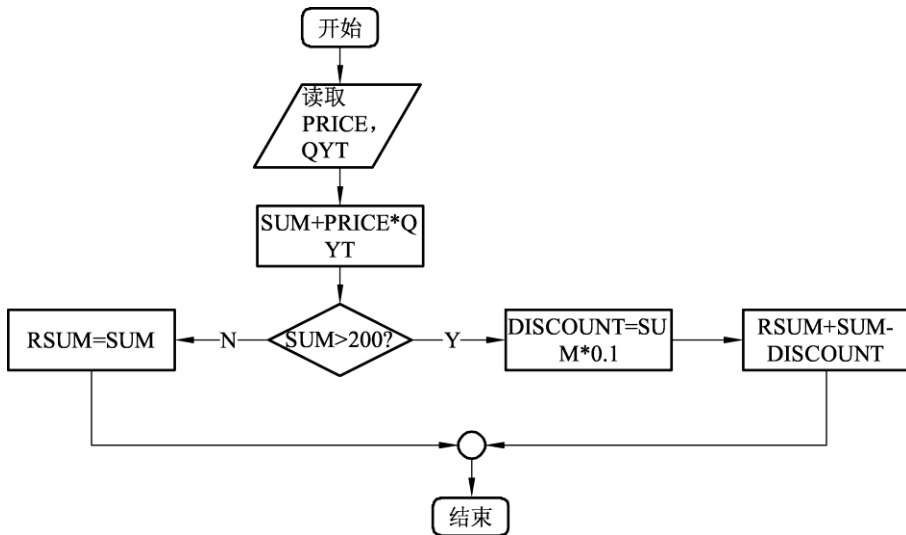 开始
读取
PRICE，
QYT
SUM+PRICE*Q
YT
RSUM=SUM
N
SUM>200?
Y
DISCOUNT=SU
M*0.1
RSUM+SUM-
DISCOUNT
结束